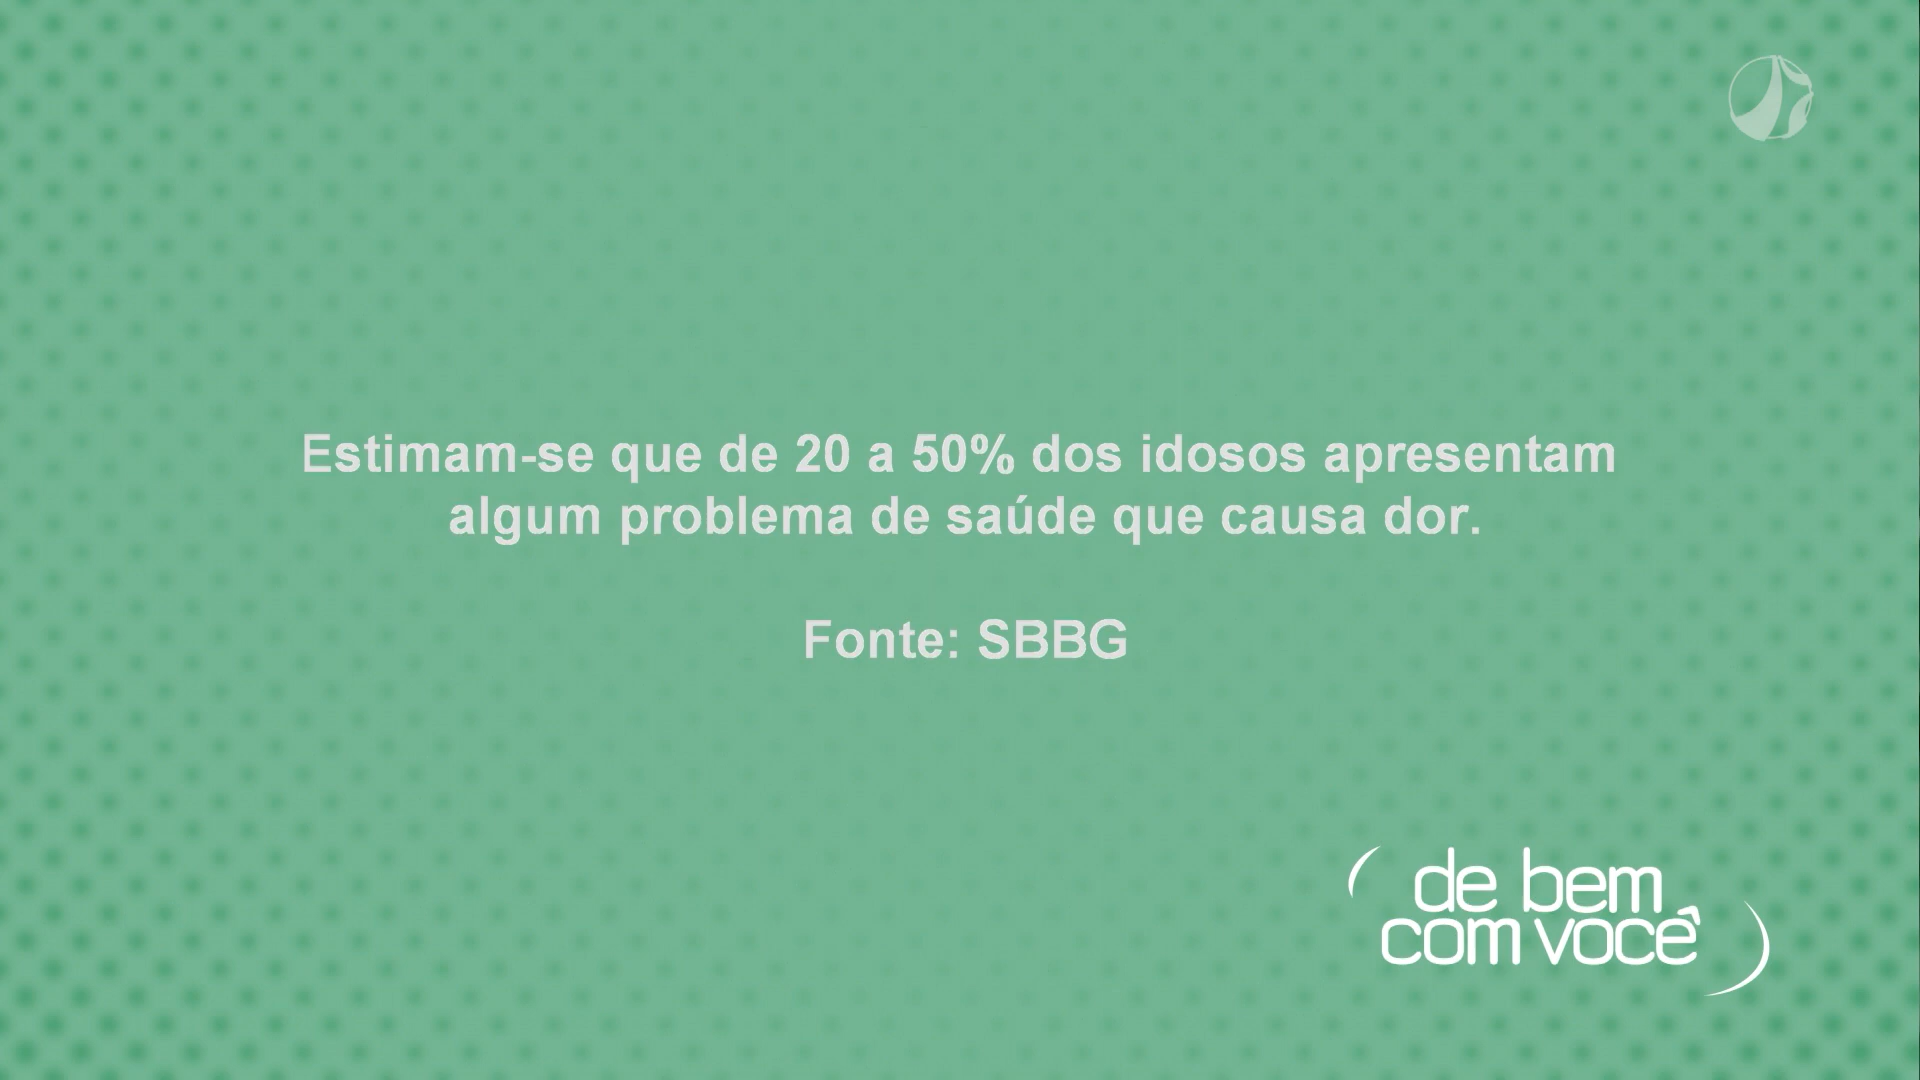 Estimam-se que de 20 a 50% dos idosos apresentam
algum problema de saúde que causa dor.
Fonte: SBBG
de bem
com você